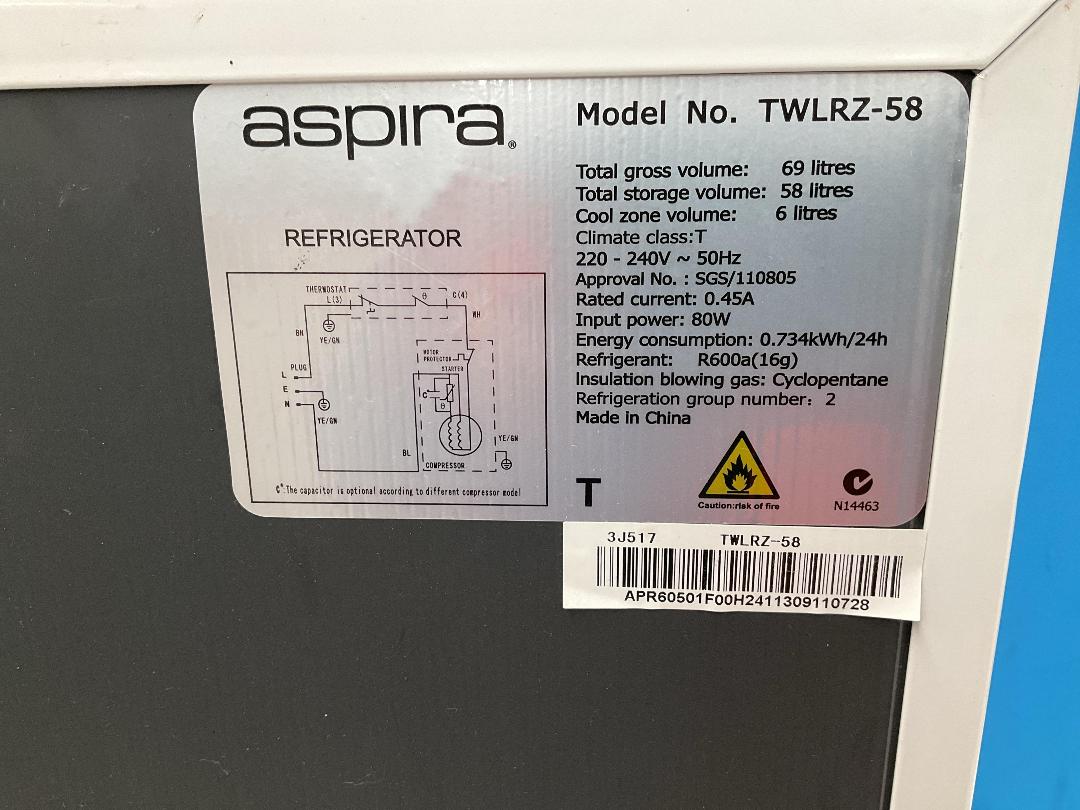 aspira®
REFRIGERATOR
THERMOSTAT
L(3)
θ
C(4)
WH
BN
YE/GN
MOTOR
PROTECTOR
STARTER
PLUG
L
E
N
C*
θ
YE/GN
YE/GN
BL
COMPRESSOR
C*:The capacitor is optional according to different compressor model
Model No. TWLRZ-58
Total gross volume: 69 litres
Total storage volume: 58 litres
Cool zone volume: 6 litres
Climate class:T
220 - 240V ~ 50Hz
Approval No. : SGS/110805
Rated current: 0.45A
Input power: 80W
Energy consumption: 0.734kWh/24h
Refrigerant: R600a(16g)
Insulation blowing gas: Cyclopentane
Refrigeration group number: 2
Made in China
T
Caution:risk of fire
N14463
3J517 TWLRZ-58
APR60501F00H2411309110728